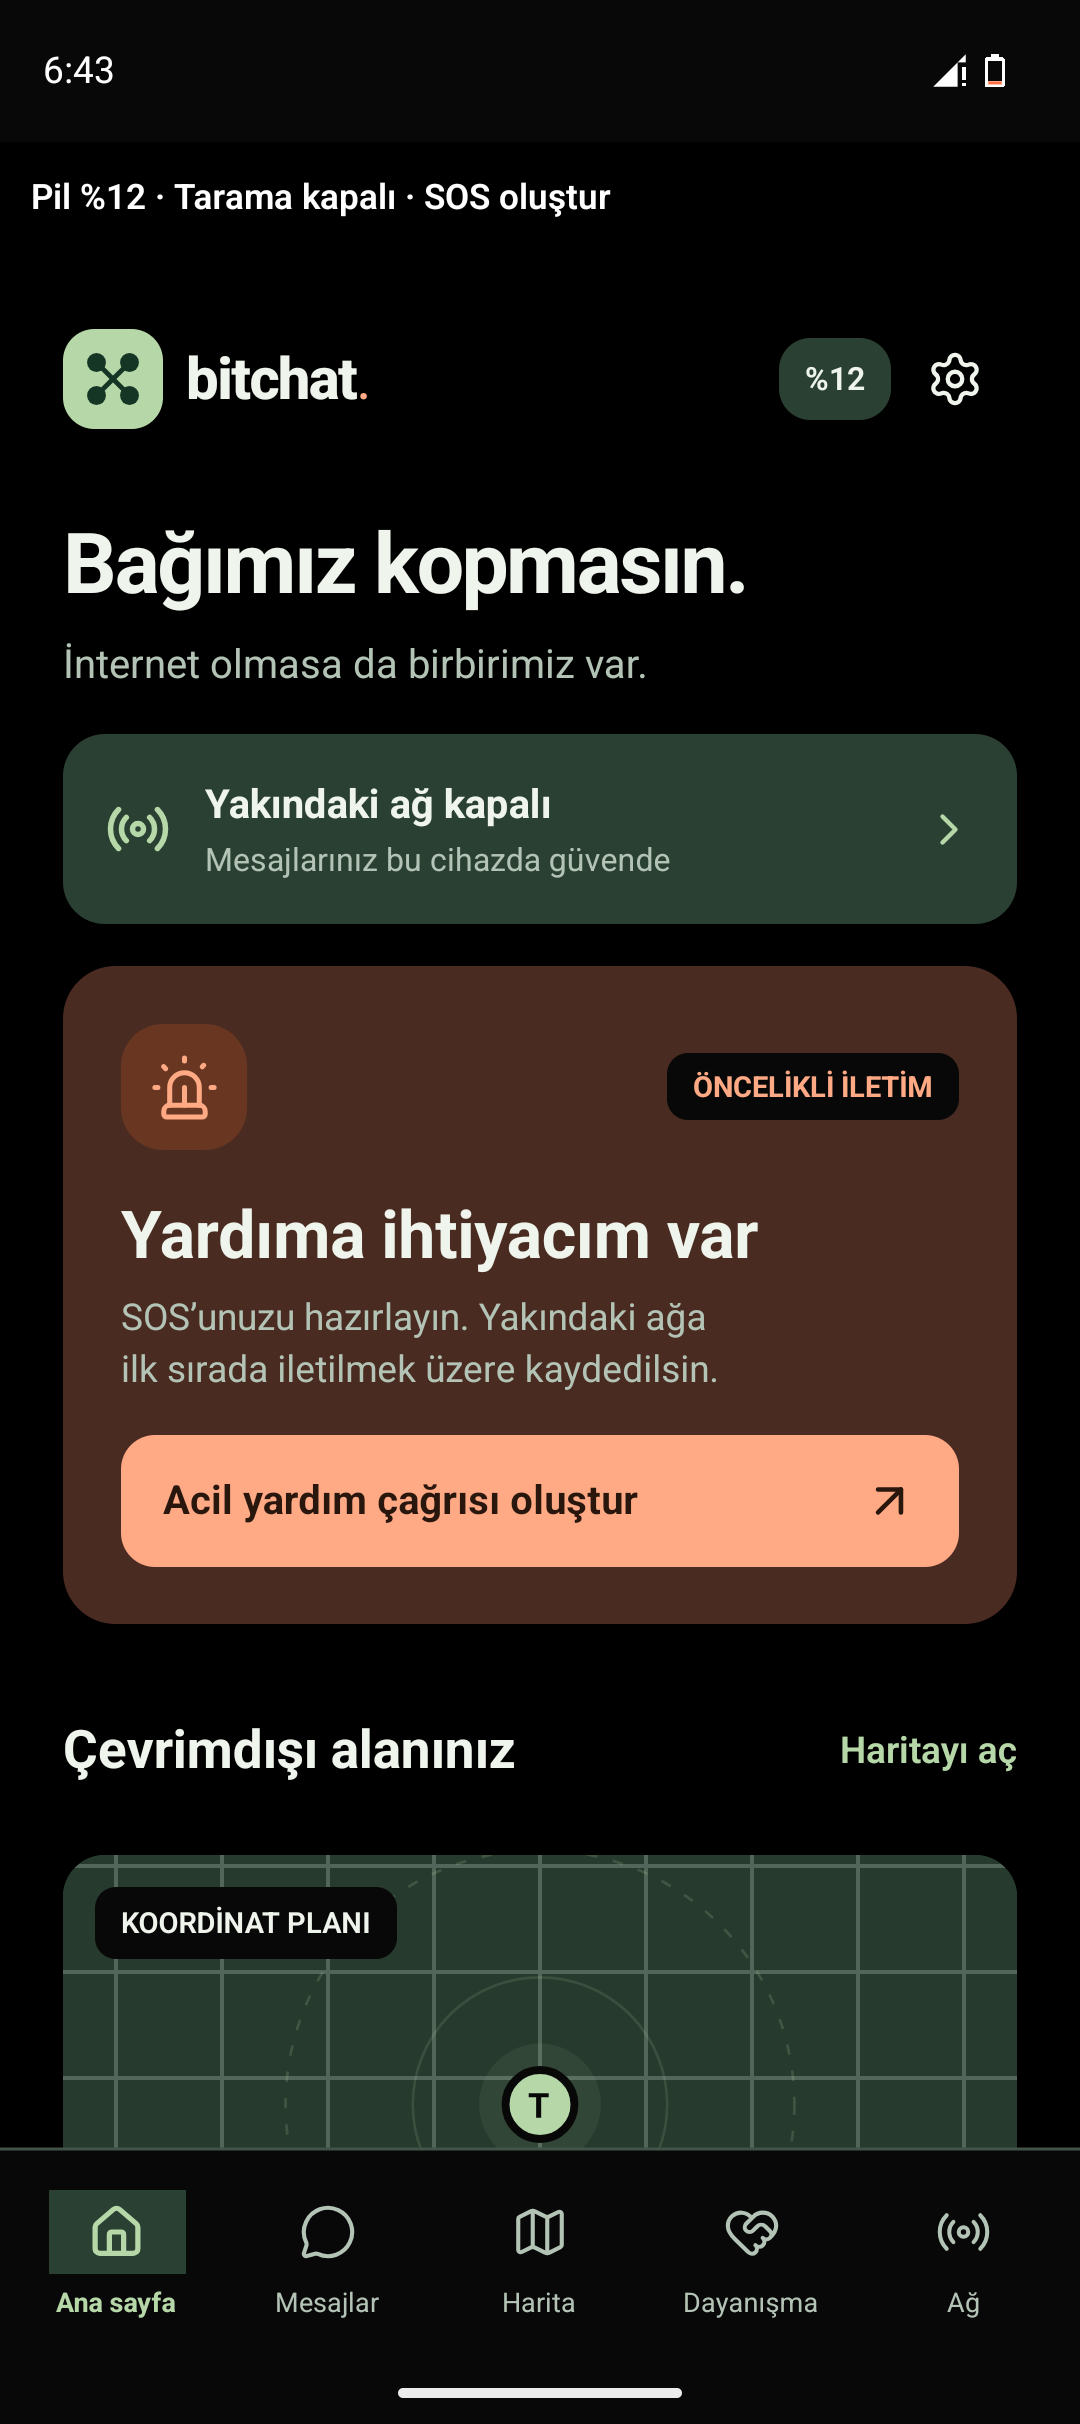 6:43
Pil %12 · Tarama kapalı · SOS oluştur
bitchat.
%12
Bağımız kopmasın.
İnternet olmasa da birbirimiz var.
Yakındaki ağ kapalı
Mesajlarınız bu cihazda güvende
ÖNCELİKLİ İLETİM
Yardıma ihtiyacım var
SOS’unuzu hazırlayın. Yakındaki ağa
ilk sırada iletilmek üzere kaydedilsin.
Acil yardım çağrısı oluştur
Çevrimdışı alanınız
Haritayı aç
KOORDİNAT PLANI
T
Ana sayfa
Mesajlar
Harita
Dayanışma
Ağ